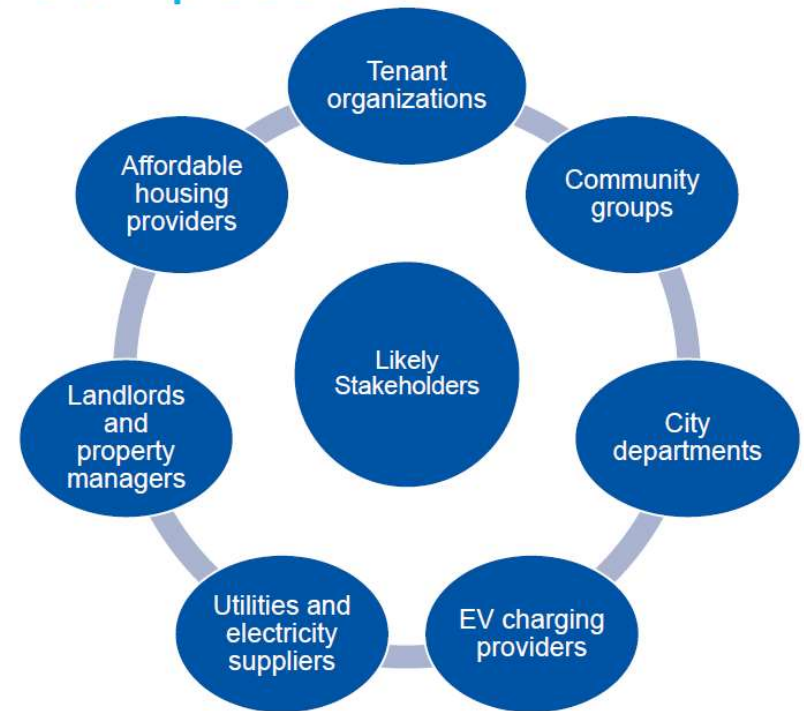 Tenant
organizations
Community
groups
City
departments
EV charging
providers
Utilities and
electricity
suppliers
Landlords
and
property
managers
Affordable
housing
providers
Likely
Stakeholders